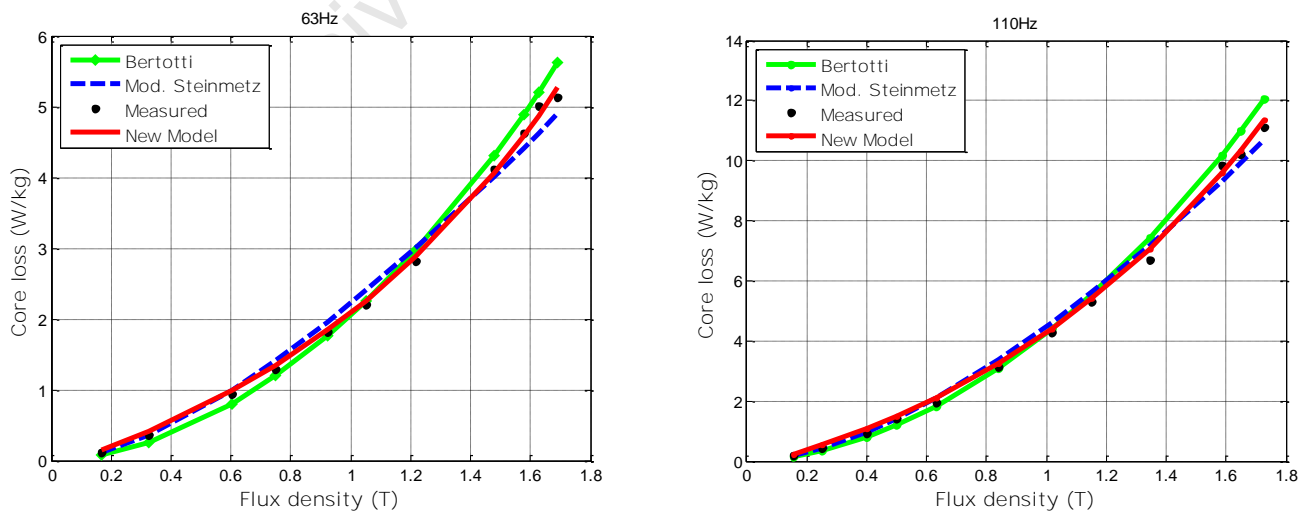 63Hz
Core loss (W/kg)
6
5
4
3
2
1
0
Bertotti
Mod. Steinmetz
Measured
New Model
0 0.2 0.4 0.6 0.8 1 1.2 1.4 1.6 1.8
Flux density (T)
110Hz
Core loss (W/kg)
14
12
10
8
6
4
2
0
Bertotti
Mod. Steinmetz
Measured
New Model
0 0.2 0.4 0.6 0.8 1 1.2 1.4 1.6 1.8
Flux density (T)